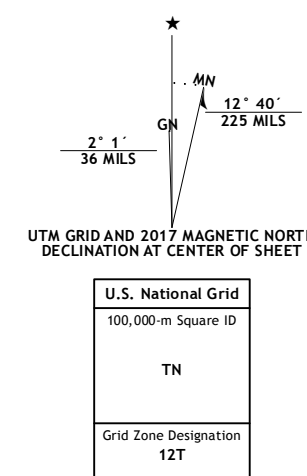 ★
MN
GN
12° 40´
225 MILS
2° 1´
36 MILS
UTM GRID AND 2017 MAGNETIC NORT
DECLINATION AT CENTER OF SHEET
U.S. National Grid
100,000-m Square ID
TN
Grid Zone Designation
12T